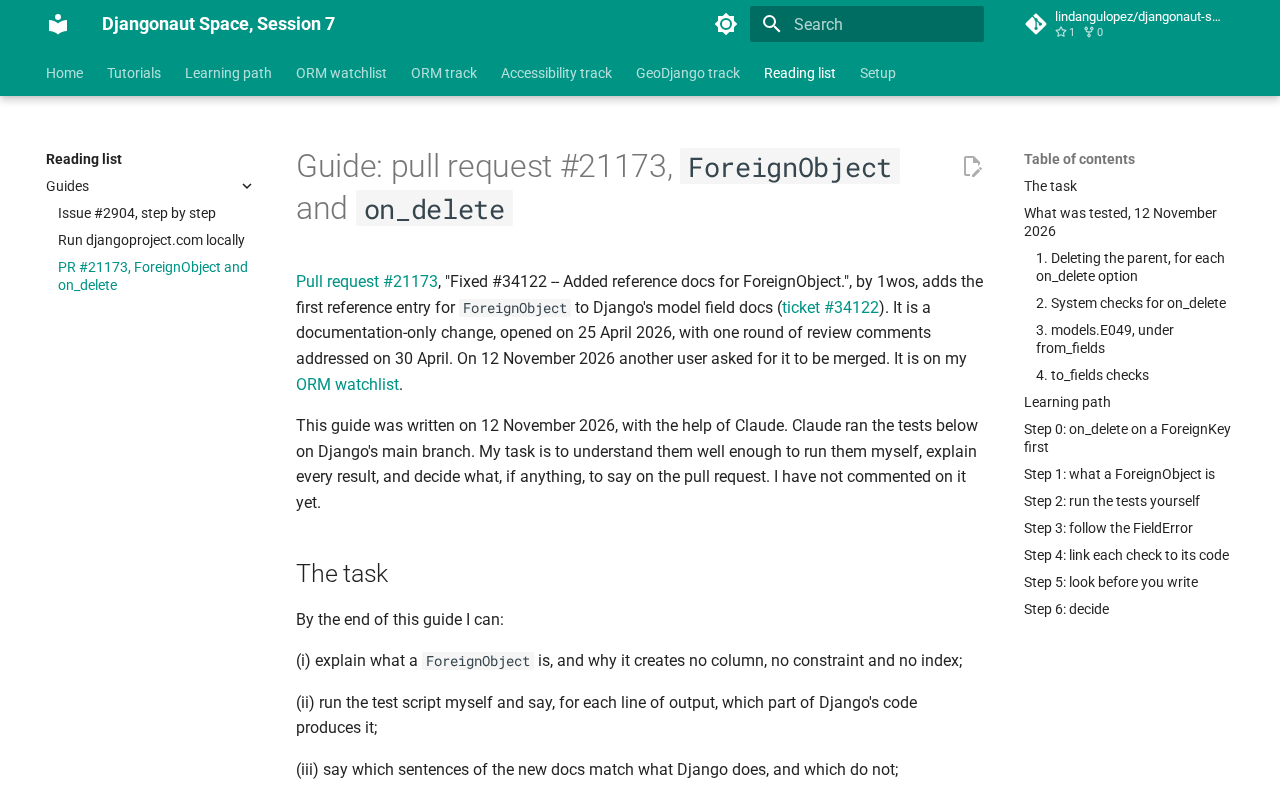 Djangonaut Space, Session 7
Search
lindangulopez/djangonaut-s...
1 0
Home Tutorials Learning path ORM watchlist ORM track Accessibility track GeoDjango track Reading list Setup
Reading list
Guides
Issue #2904, step by step
Run djangoproject.com locally
PR #21173, ForeignObject and
on_delete
Guide: pull request #21173, ForeignObject
and on_delete
Pull request #21173, "Fixed #34122 -- Added reference docs for ForeignObject.", by 1wos, adds the
first reference entry for ForeignObject to Django's model field docs (ticket #34122). It is a
documentation-only change, opened on 25 April 2026, with one round of review comments
addressed on 30 April. On 12 November 2026 another user asked for it to be merged. It is on my
ORM watchlist.
This guide was written on 12 November 2026, with the help of Claude. Claude ran the tests below
on Django's main branch. My task is to understand them well enough to run them myself, explain
every result, and decide what, if anything, to say on the pull request. I have not commented on it
yet.
The task
By the end of this guide I can:
(i) explain what a ForeignObject is, and why it creates no column, no constraint and no index;
(ii) run the test script myself and say, for each line of output, which part of Django's code
produces it;
(iii) say which sentences of the new docs match what Django does, and which do not;
Table of contents
The task
What was tested, 12 November
2026
1. Deleting the parent, for each
on_delete option
2. System checks for on_delete
3. models.E049, under
from_fields
4. to_fields checks
Learning path
Step 0: on_delete on a ForeignKey
first
Step 1: what a ForeignObject is
Step 2: run the tests yourself
Step 3: follow the FieldError
Step 4: link each check to its code
Step 5: look before you write
Step 6: decide